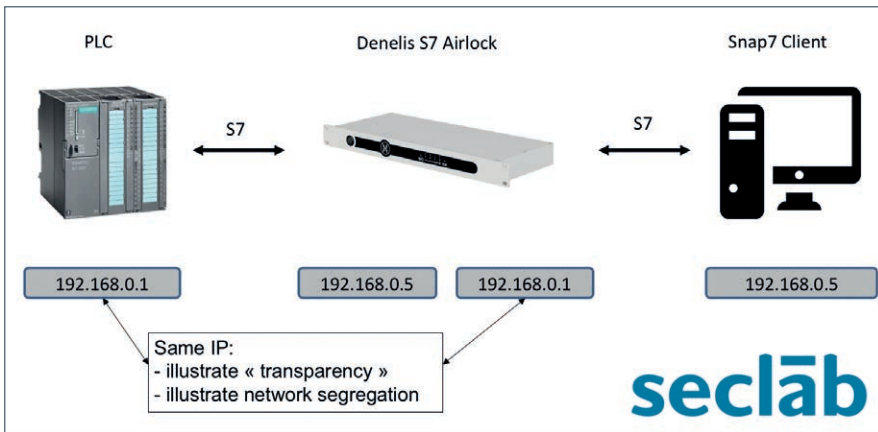 PLC
Denelis S7 Airlock
Snap7 Client
S7
S7
192.168.0.1
192.168.0.5
192.168.0.1
192.168.0.5
Same IP:
- illustrate « transparency »
- illustrate network segregation
seclāb